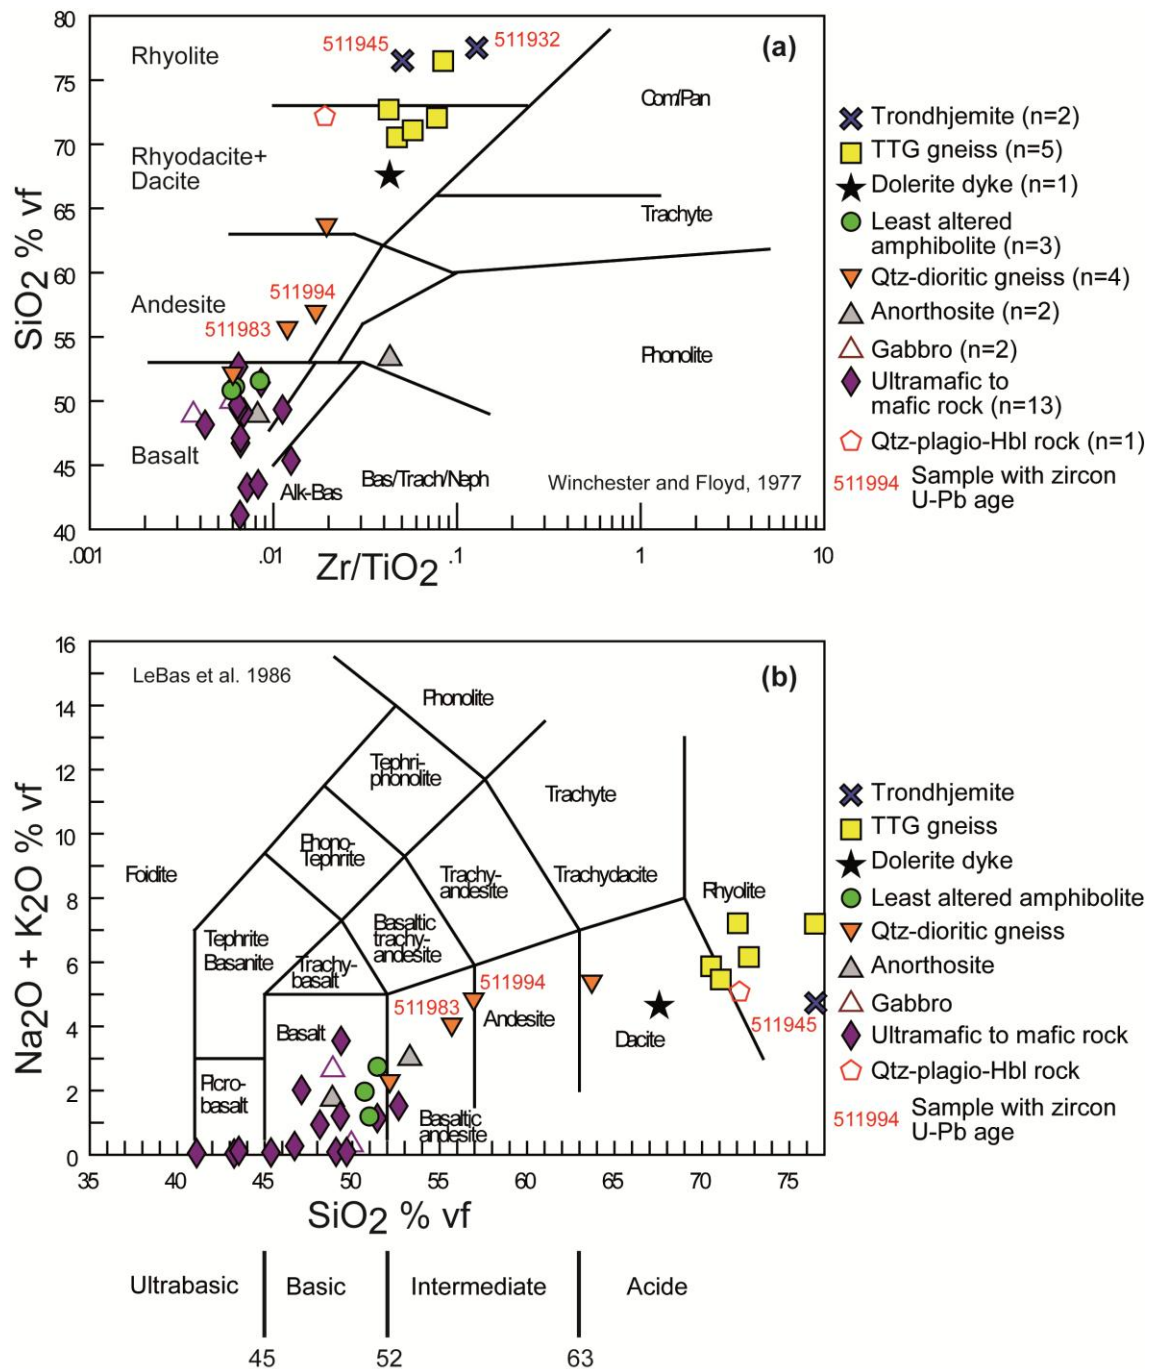 (a)
80
75
70
65
60
55
50
45
40
SiO2 % vf
Rhyolite
511945
511932
Com/Pan
Rhyodacite+
Dacite
Trachyte
Andesite
511994
511983
Phonolite
Basalt
Alk-Bas
Bas/Trach/Neph
Winchester and Floyd, 1977
.001
.01
.1
1
10
Zr/TiO2
Trondhjemite (n=2)
TTG gneiss (n=5)
Dolerite dyke (n=1)
Least altered
amphibolite (n=3)
Qtz-dioritic gneiss (n=4)
Anorthosite (n=2)
Gabbro (n=2)
Ultramafic to
mafic rock (n=13)
Qtz-plagio-Hbl rock (n=1)
511994 Sample with zircon
U-Pb age
(b)
16
14
12
10
8
6
4
2
0
Na2O + K2O % vf
LeBas et al. 1986
Phonolite
Tephri-
phonolite
Trachyte
Phono-
Tephrite
Foidite
Trachy-
andesite
Trachydacite
Rhyolite
Tephrite
Basanite
Basaltic
trachy-
andesite
Trachy-
basalt
511994
511983
Basalt
Andesite
Dacite
511945
Picro-
basalt
Basaltic
andesite
35
40
45
50
55
60
65
70
75
SiO2 % vf
Trondhjemite
TTG gneiss
Dolerite dyke
Least altered amphibolite
Qtz-dioritic gneiss
Anorthosite
Gabbro
Ultramafic to mafic rock
Qtz-plagio-Hbl rock
511994 Sample with zircon
U-Pb age
Ultrabasic
Basic
Intermediate
Acide
45
52
63